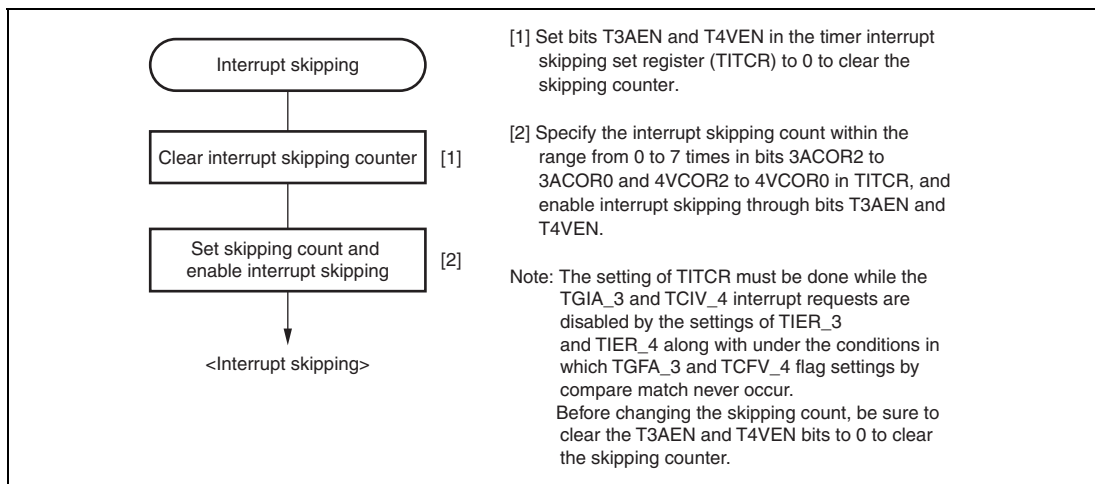 Interrupt skipping
Clear interrupt skipping counter
[1]
Set skipping count and
enable interrupt skipping
[2]
<Interrupt skipping>
[1] Set bits T3AEN and T4VEN in the timer interrupt
skipping set register (TITCR) to 0 to clear the
skipping counter.
[2] Specify the interrupt skipping count within the
range from 0 to 7 times in bits 3ACOR2 to
3ACOR0 and 4VCOR2 to 4VCOR0 in TITCR, and
enable interrupt skipping through bits T3AEN and
T4VEN.
Note: The setting of TITCR must be done while the
TGIA_3 and TCIV_4 interrupt requests are
disabled by the settings of TIER_3
and TIER_4 along with under the conditions in
which TGFA_3 and TCFV_4 flag settings by
compare match never occur.
Before changing the skipping count, be sure to
clear the T3AEN and T4VEN bits to 0 to clear
the skipping counter.